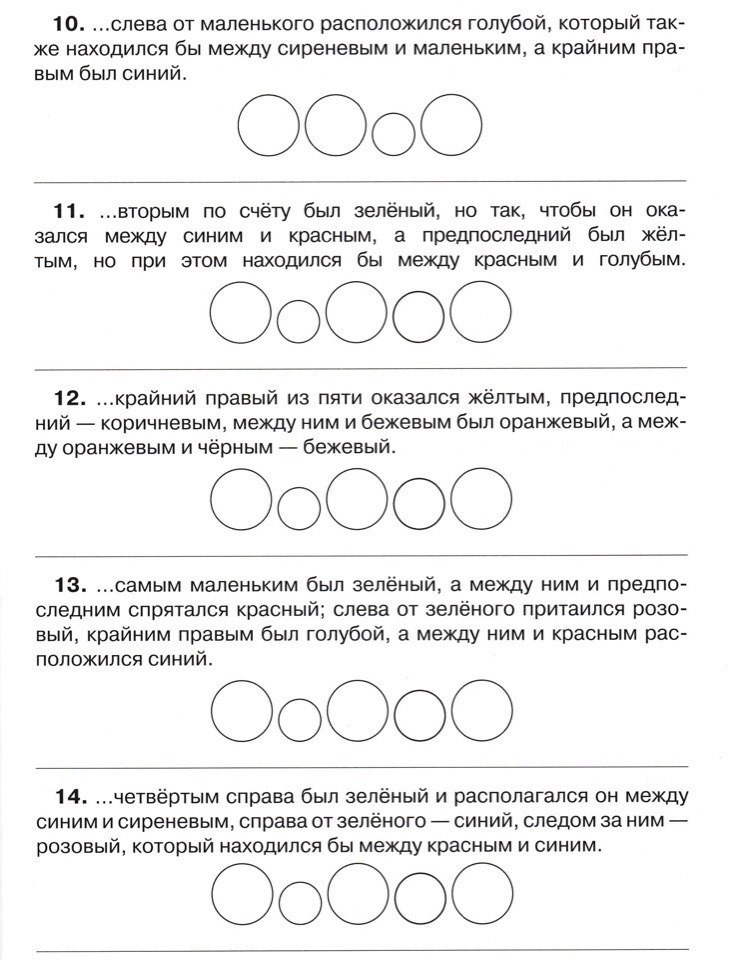 10. ...слева от маленького расположился голубой, который так-
же находился бы между сиреневым и маленьким, а крайним пра-
вым был синий.
11. ...вторым по счёту был зелёный, но так, чтобы он ока-
зался между синим и красным, а предпоследний был жёл-
тым, но при этом находился бы между красным и голубым.
12. ...крайний правый из пяти оказался жёлтым, предпослед-
ний — коричневым, между ним и бежевым был оранжевый, а меж-
ду оранжевым и чёрным — бежевый.
13. ...самым маленьким был зелёный, а между ним и предпо-
следним спрятался красный; слева от зелёного притаился розо-
вый, крайним правым был голубой, а между ним и красным рас-
положился синий.
14. ...четвёртым справа был зелёный и располагался он между
синим и сиреневым, справа от зелёного — синий, следом за ним —
розовый, который находился бы между красным и синим.